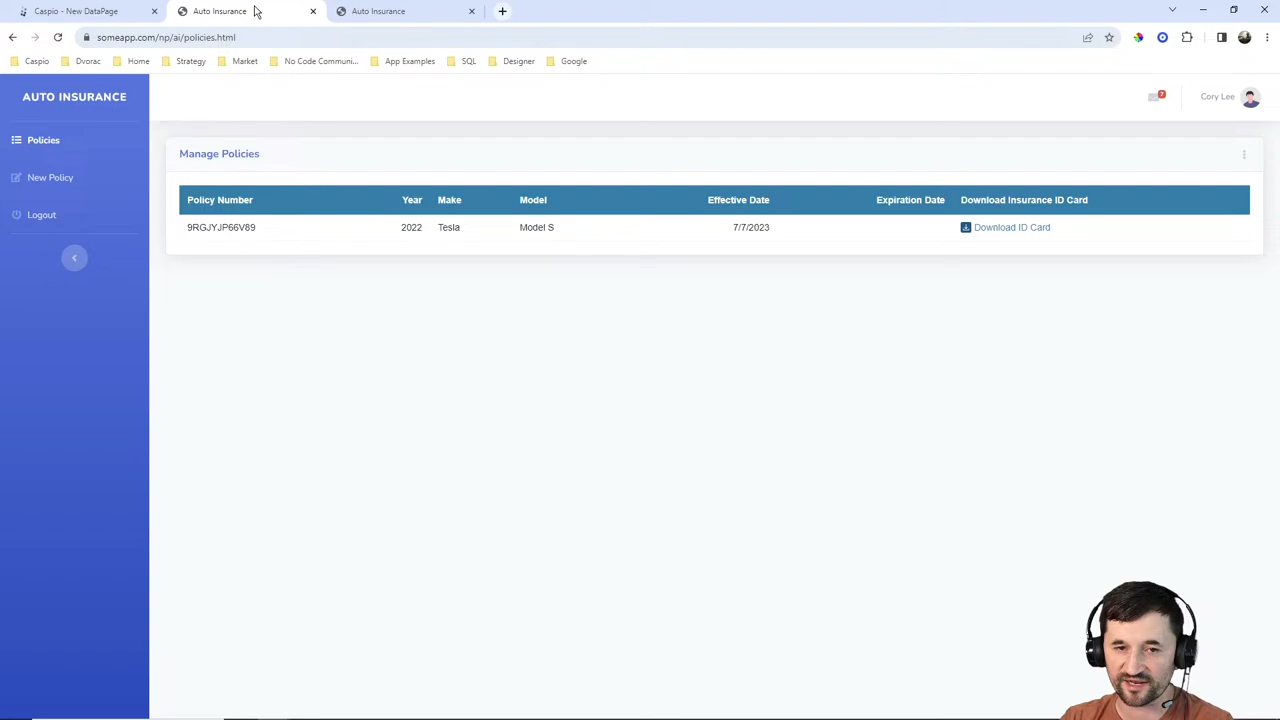 Caspio - New DataPage
Auto Insurance
Auto Insurance
someapp.com/np/ai/policies.html
Caspio
Dvorac
Home
Strategy
Market
No Code Communi...
App Examples
SQL
Designer
Google
AUTO INSURANCE
7
Cory Lee
Policies
New Policy
Logout
Manage Policies
Policy Number Year Make Model Effective Date Expiration Date Download Insurance ID Card
9RGJYJP66V89 2022 Tesla Model S 7/7/2023 Download ID Card